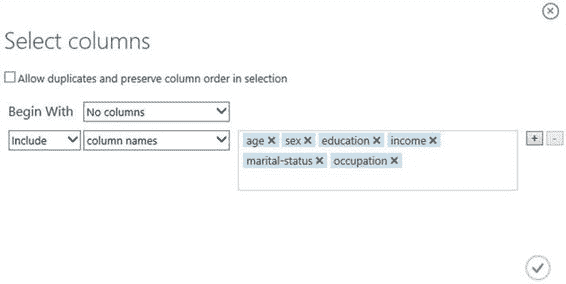 Select columns
Allow duplicates and preserve column order in selection
Begin With No columns
Include column names age × sex × education × income ×
marital-status × occupation ×
+ -